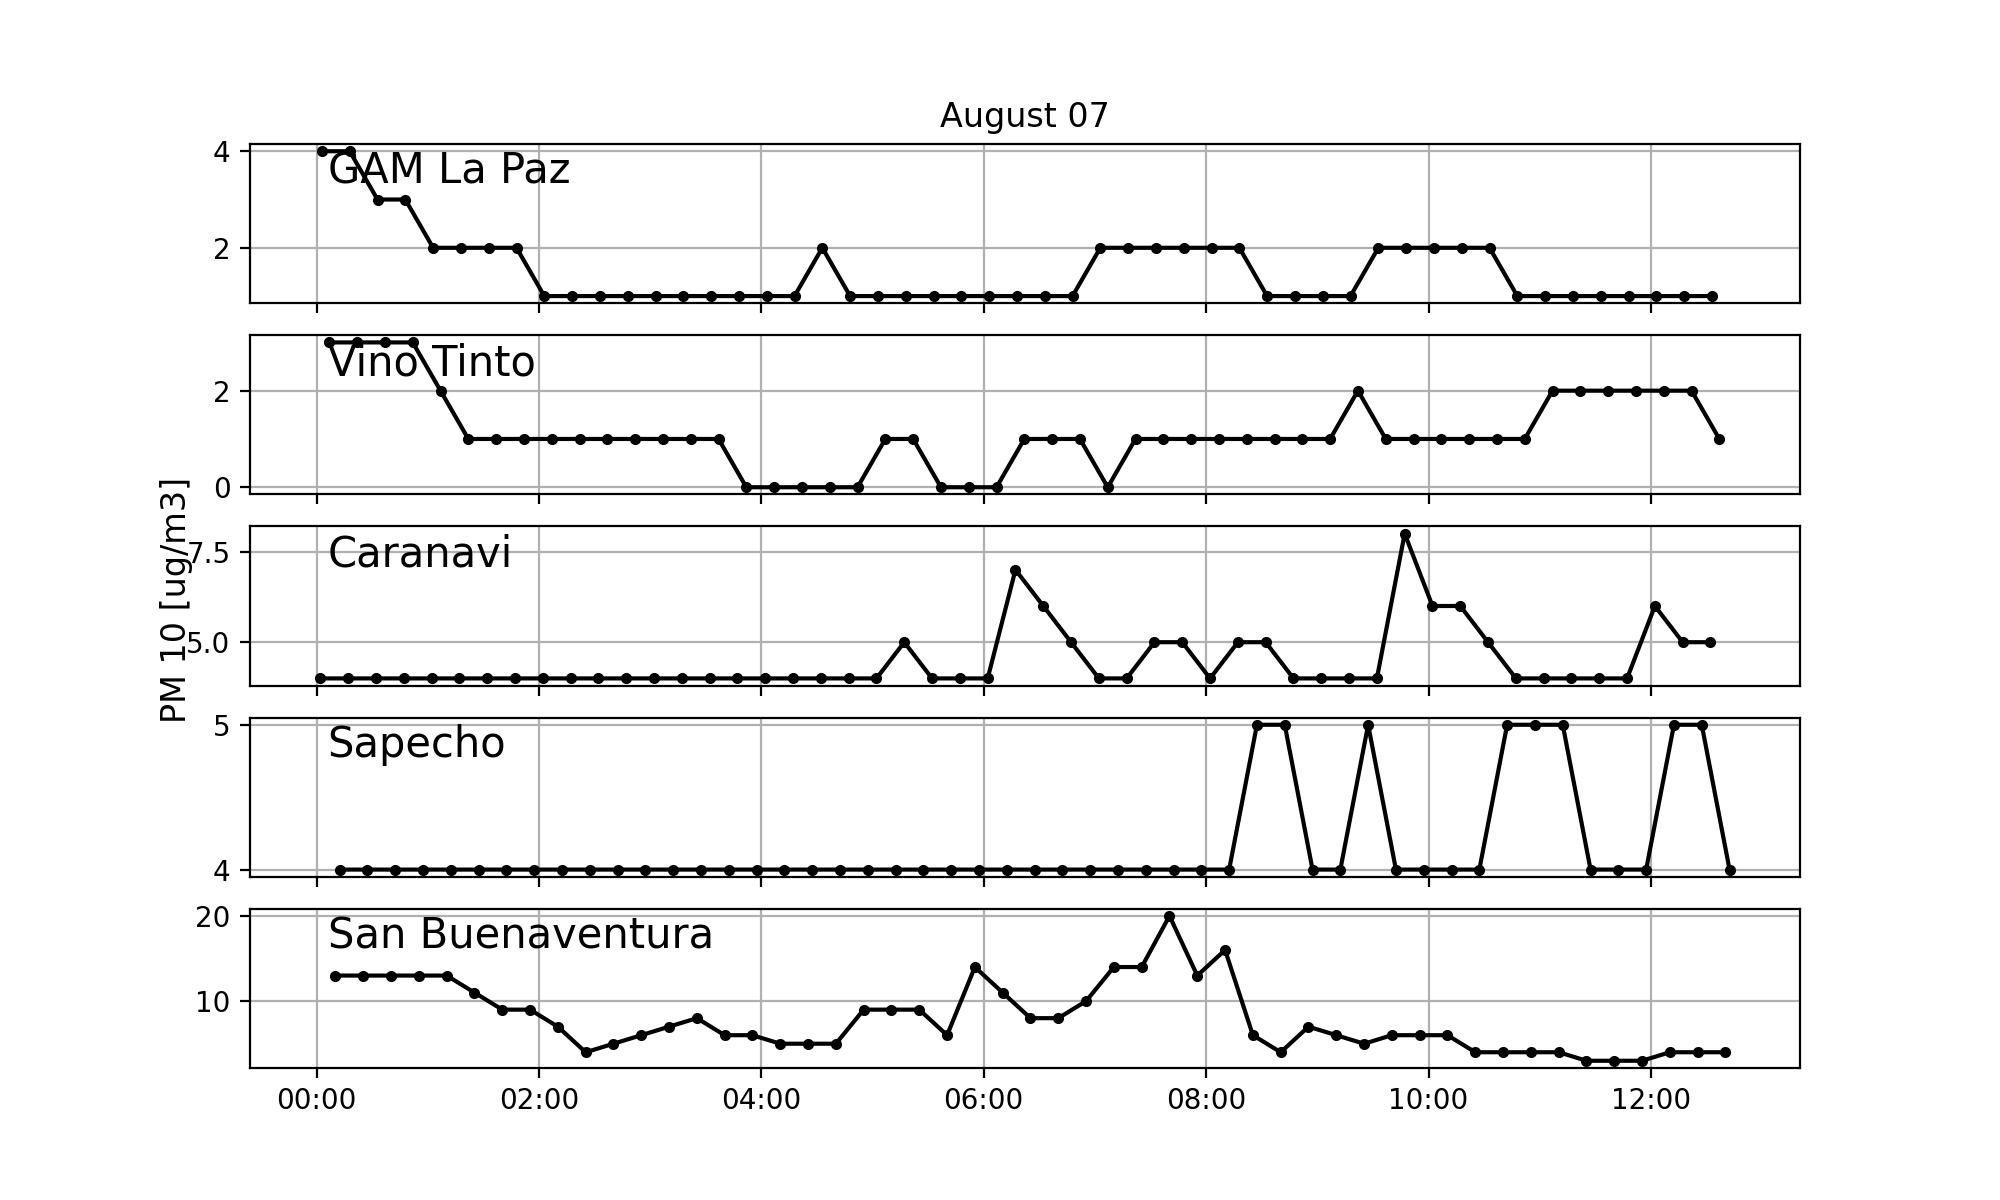 August 07
4
GAM La Paz
2
Vino Tinto
2
0
PM 10 [ug/m3]
Caranavi
7.5
5.0
5
Sapecho
4
20
San Buenaventura
10
00:00 02:00 04:00 06:00 08:00 10:00 12:00